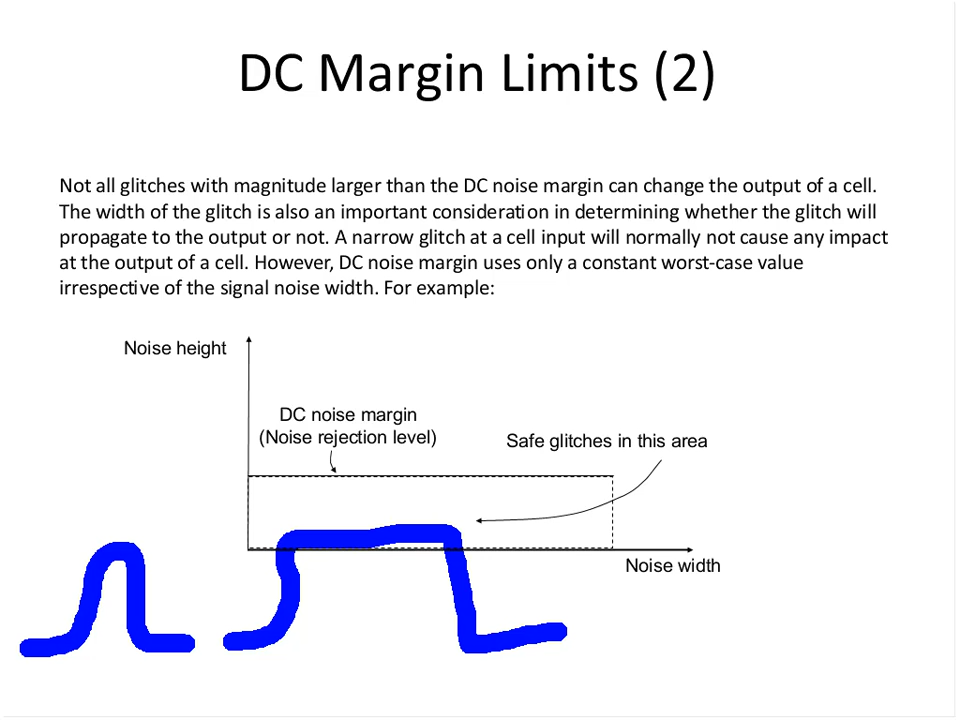 DC Margin Limits (2)
Not all glitches with magnitude larger than the DC noise margin can change the output of a cell.
The width of the glitch is also an important consideration in determining whether the glitch will
propagate to the output or not. A narrow glitch at a cell input will normally not cause any impact
at the output of a cell. However, DC noise margin uses only a constant worst-case value
irrespective of the signal noise width. For example:
Noise height
DC noise margin
(Noise rejection level)
Safe glitches in this area
Noise width